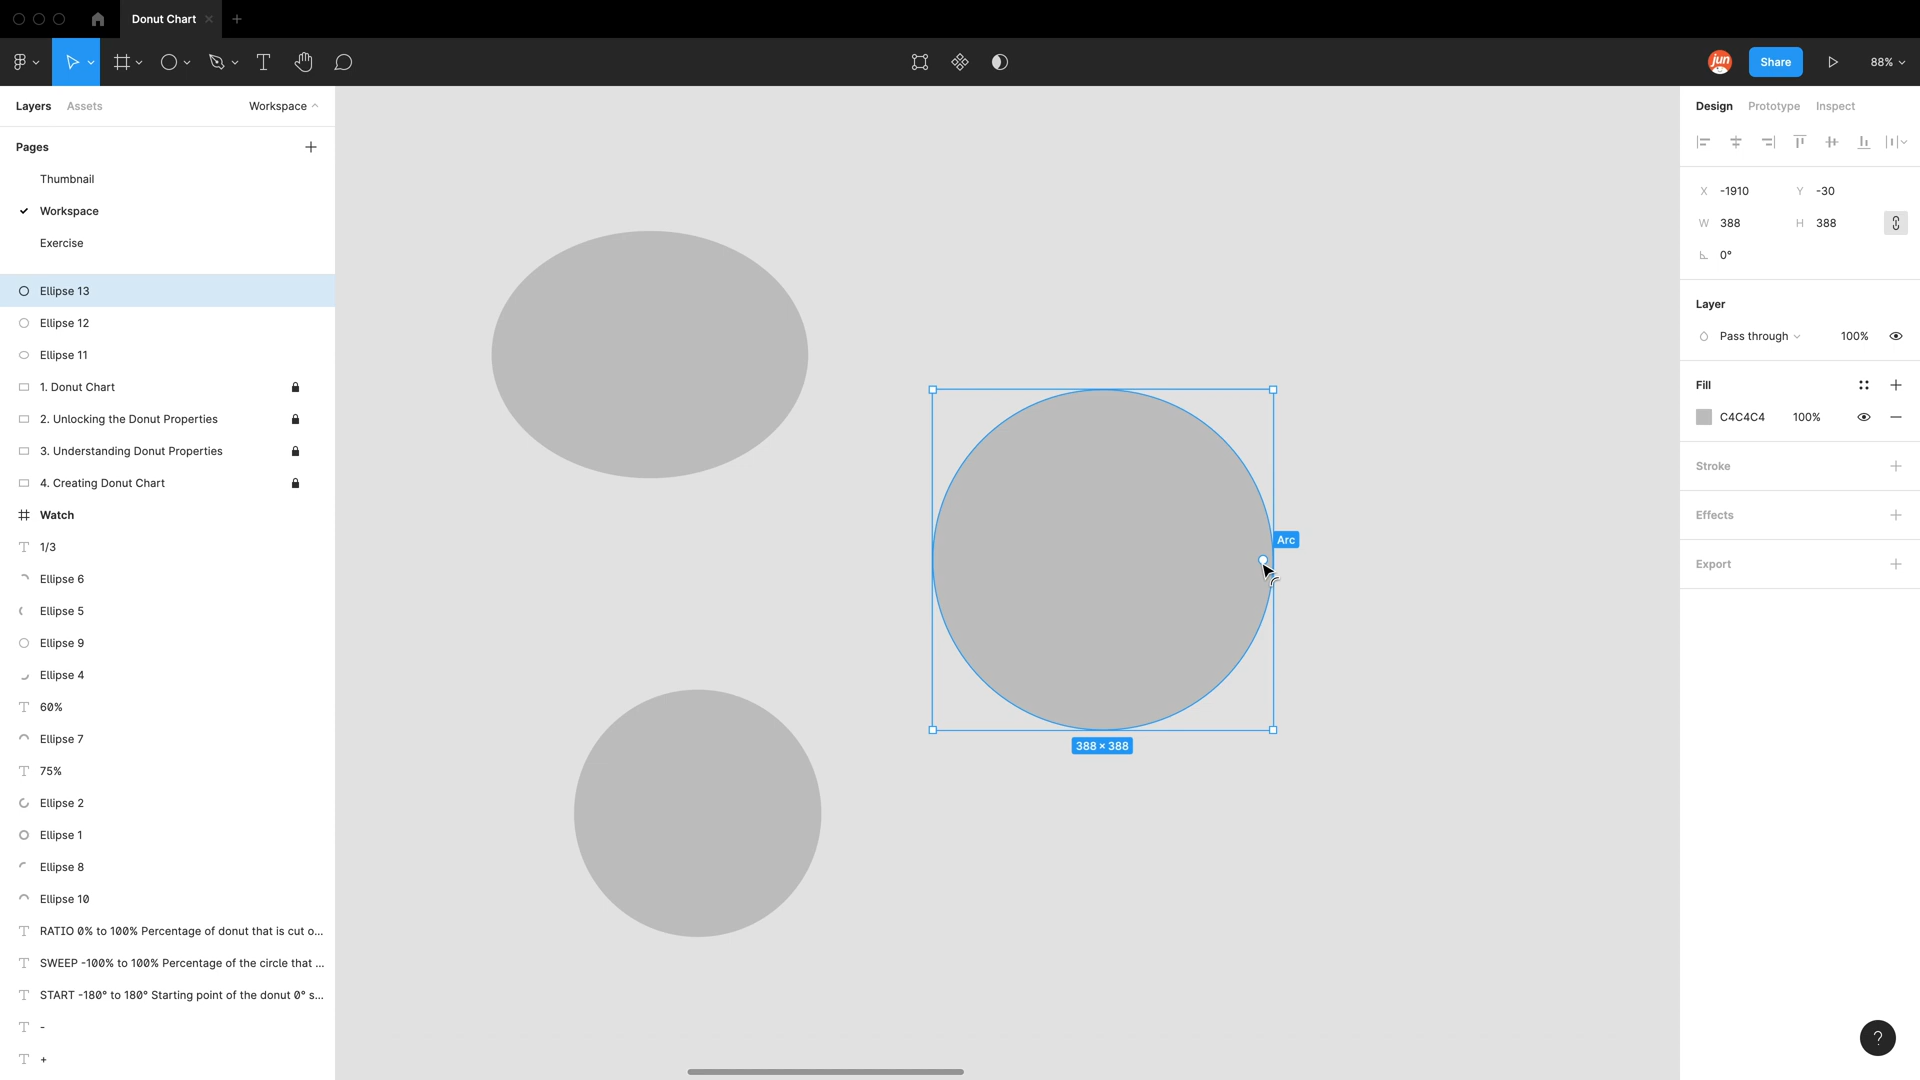 Donut Chart
jun
Share
88%
Layers
Assets
Workspace
Pages
Thumbnail
Workspace
Exercise
Ellipse 13
Ellipse 12
Ellipse 11
1. Donut Chart
2. Unlocking the Donut Properties
3. Understanding Donut Properties
4. Creating Donut Chart
Watch
1/3
Ellipse 6
Ellipse 5
Ellipse 9
Ellipse 4
60%
Ellipse 7
75%
Ellipse 2
Ellipse 1
Ellipse 8
Ellipse 10
RATIO 0% to 100% Percentage of donut that is cut o...
SWEEP -100% to 100% Percentage of the circle that ...
START -180° to 180° Starting point of the donut 0° s...
-
+
Arc
388 × 388
Design
Prototype
Inspect
X -1910 Y -30
W 388 H 388
0°
Layer
Pass through 100%
Fill
C4C4C4 100%
Stroke
Effects
Export
?